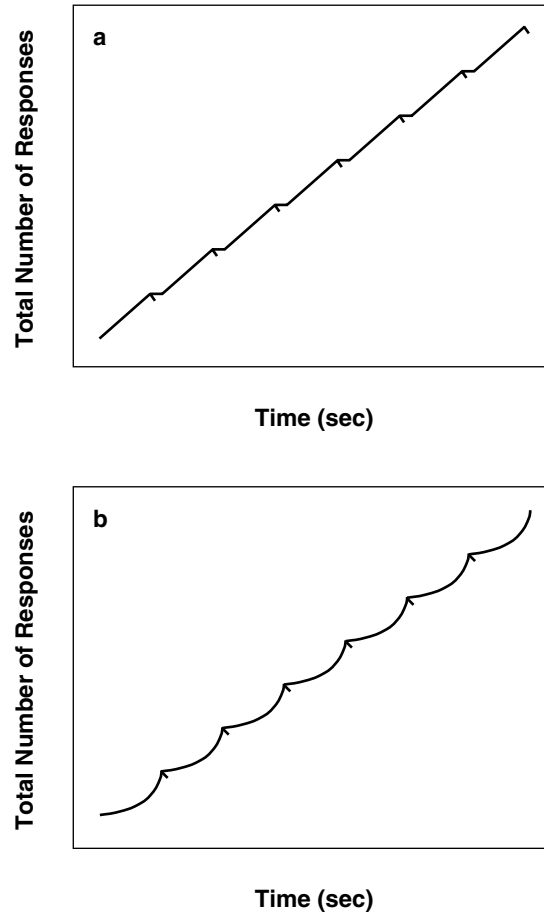 a
Total Number of Responses
Time (sec)
b
Total Number of Responses
Time (sec)